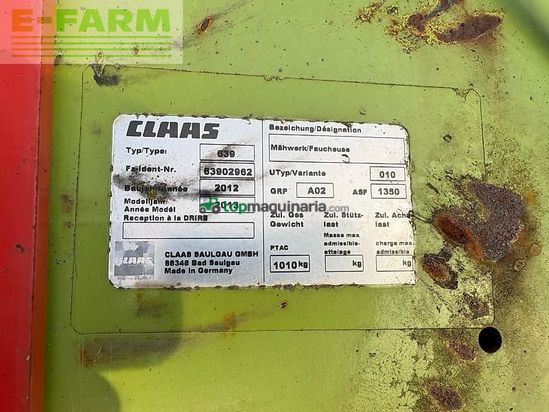 E-FARM
CLAAS
Typ/Type: 639
Fz-Ident-Nr. 63902962
Baujahr/Année 2012
Modelljahr/
Année Model 2013
Reception à la DRIRE
CLAAS SAULGAU GMBH
88348 Bad Saulgau
Made in Germany
CLAAS
Bezeichung/Désignation
Mähwerk/Faucheuse
UTyp/Variante 010
GRP A02 ASF 1350
Zul. Ges Gewicht
Zul. Stütz- last
Zul. Achs last
PTAC
Masse max admissible- attelage
charge max admissible-
1010 kg kg kg
topmaquinaria.com